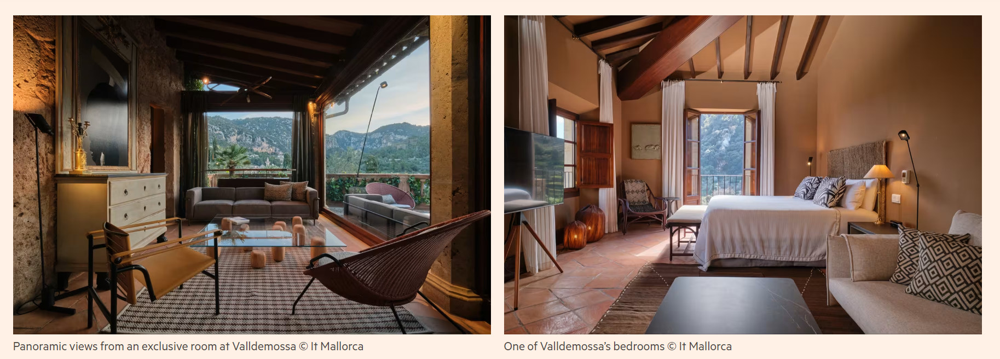 Panoramic views from an exclusive room at Valldemossa © It Mallorca
One of Valldemossa’s bedrooms © It Mallorca